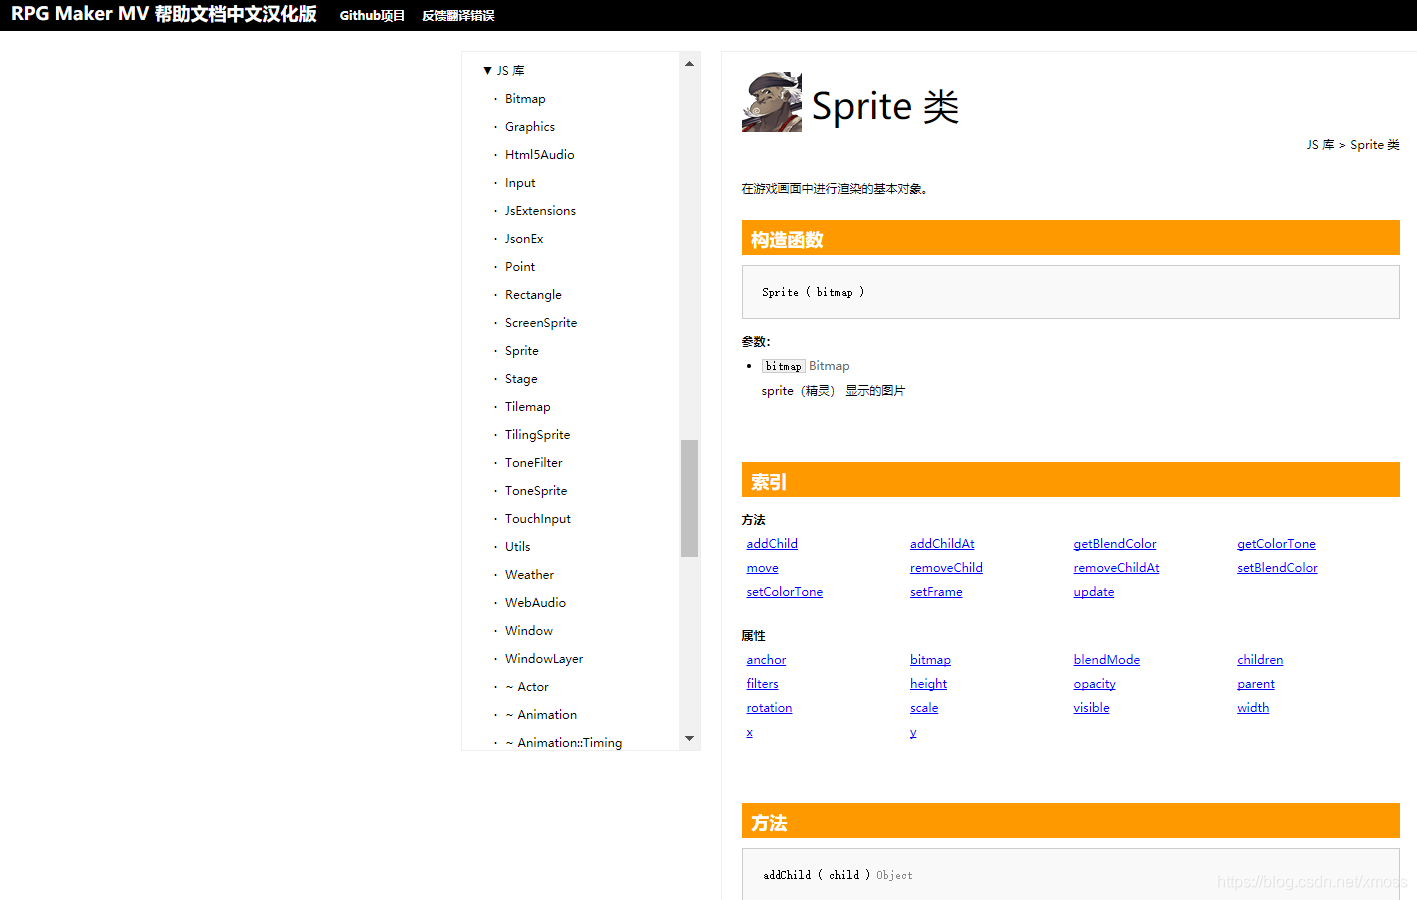 RPG Maker MV 帮助文档中文汉化版 Github项目 反馈翻译错误
▼ JS 库
· Bitmap
· Graphics
· Html5Audio
· Input
· JsExtensions
· JsonEx
· Point
· Rectangle
· ScreenSprite
· Sprite
· Stage
· Tilemap
· TilingSprite
· ToneFilter
· ToneSprite
· TouchInput
· Utils
· Weather
· WebAudio
· Window
· WindowLayer
· ~ Actor
· ~ Animation
· ~ Animation::Timing
Sprite 类
JS 库 > Sprite 类
在游戏画面中进行渲染的基本对象。
构造函数
Sprite ( bitmap )
参数：
• bitmap Bitmap
sprite（精灵） 显示的图片
索引
方法
addChild addChildAt getBlendColor getColorTone
move removeChild removeChildAt setBlendColor
setColorTone setFrame update
属性
anchor bitmap blendMode children
filters height opacity parent
rotation scale visible width
x y
方法
addChild ( child ) Object
https://blog.csdn.net/xmoss